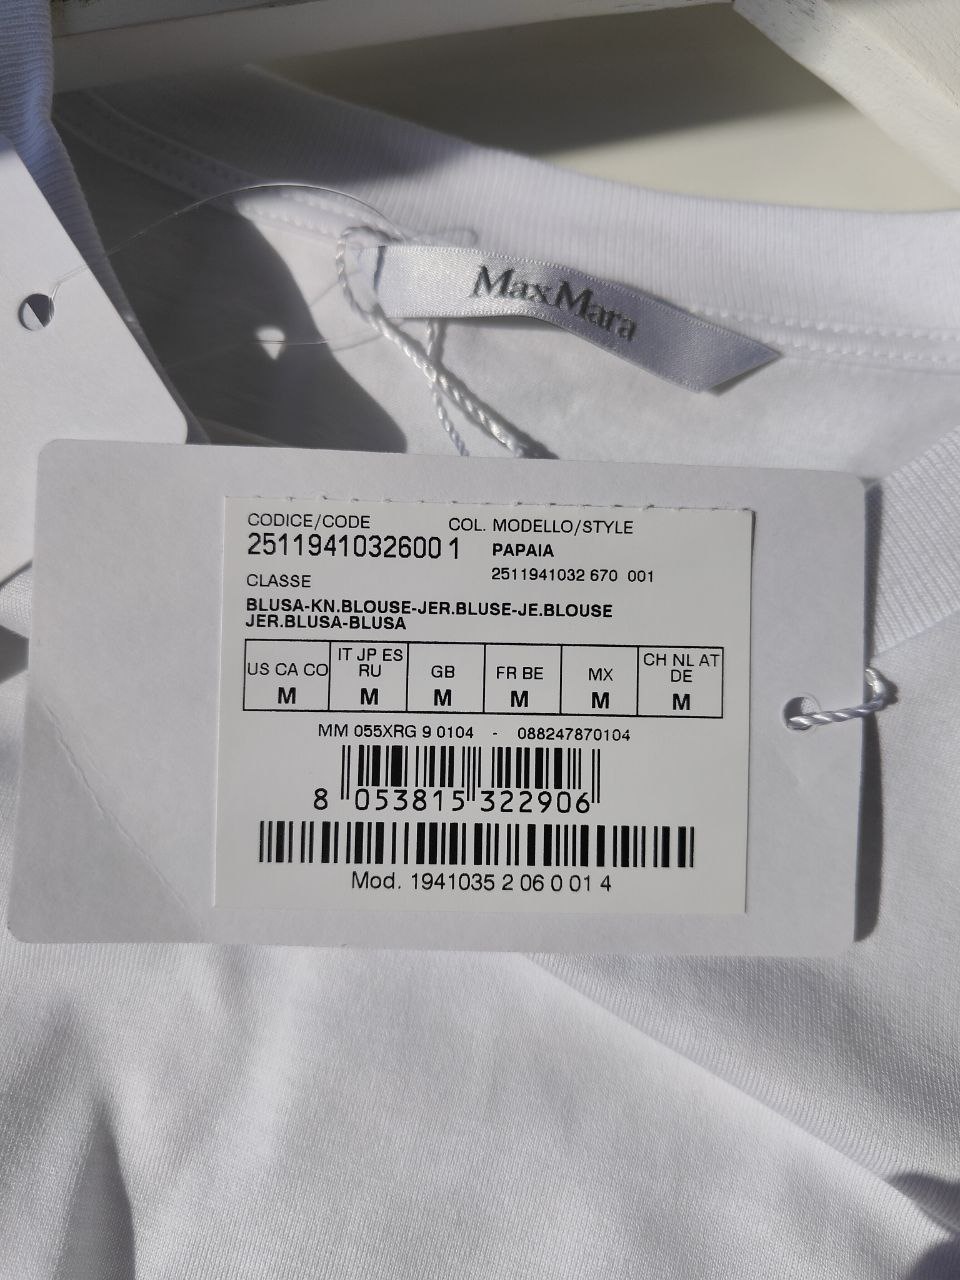 MaxMara
CODICE/CODE COL. MODELLO/STYLE
2511941032600 1 PAPAIA
2511941032 670 001
CLASSE
BLUSA-KN.BLOUSE-JER.BLUSE-JE.BLOUSE
JER.BLUSA-BLUSA
US CA CO IT JP ES RU GB FR BE MX CH NL AT DE
M M M M M M
MM 055XRG 9 0104 - 088247870104
8 053815 322906
Mod. 1941035 2 06 0 01 4